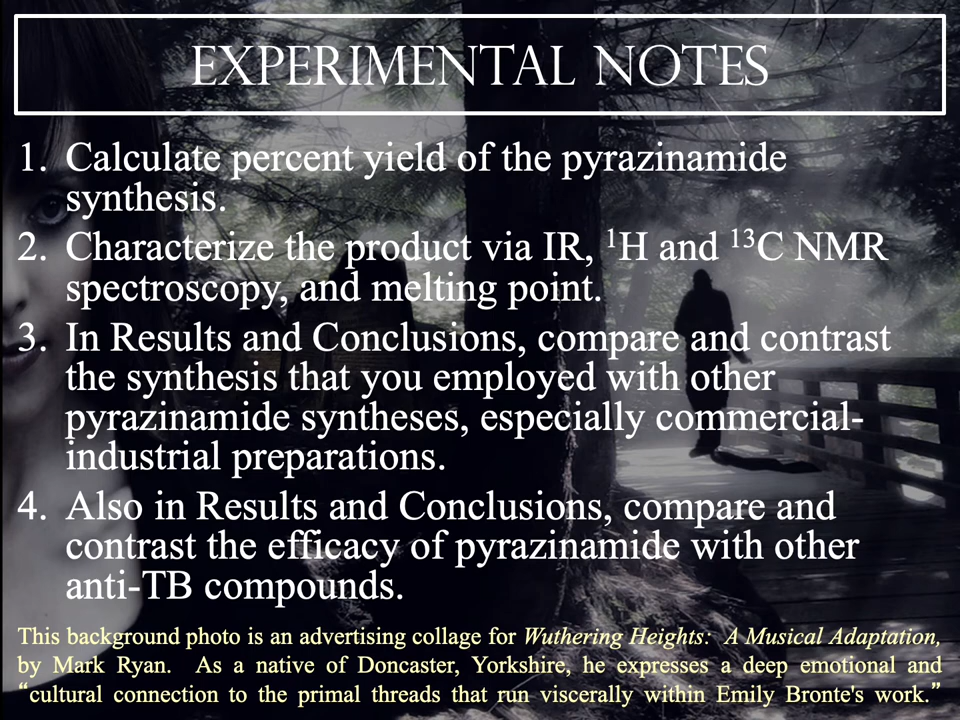 EXPERIMENTAL NOTES
1. Calculate percent yield of the pyrazinamide
synthesis.
2. Characterize the product via IR, ¹H and ¹³C NMR
spectroscopy, and melting point.
3. In Results and Conclusions, compare and contrast
the synthesis that you employed with other
pyrazinamide syntheses, especially commercial-
industrial preparations.
4. Also in Results and Conclusions, compare and
contrast the efficacy of pyrazinamide with other
anti-TB compounds.
This background photo is an advertising collage for Wuthering Heights: A Musical Adaptation,
by Mark Ryan. As a native of Doncaster, Yorkshire, he expresses a deep emotional and
“cultural connection to the primal threads that run viscerally within Emily Bronte's work.”